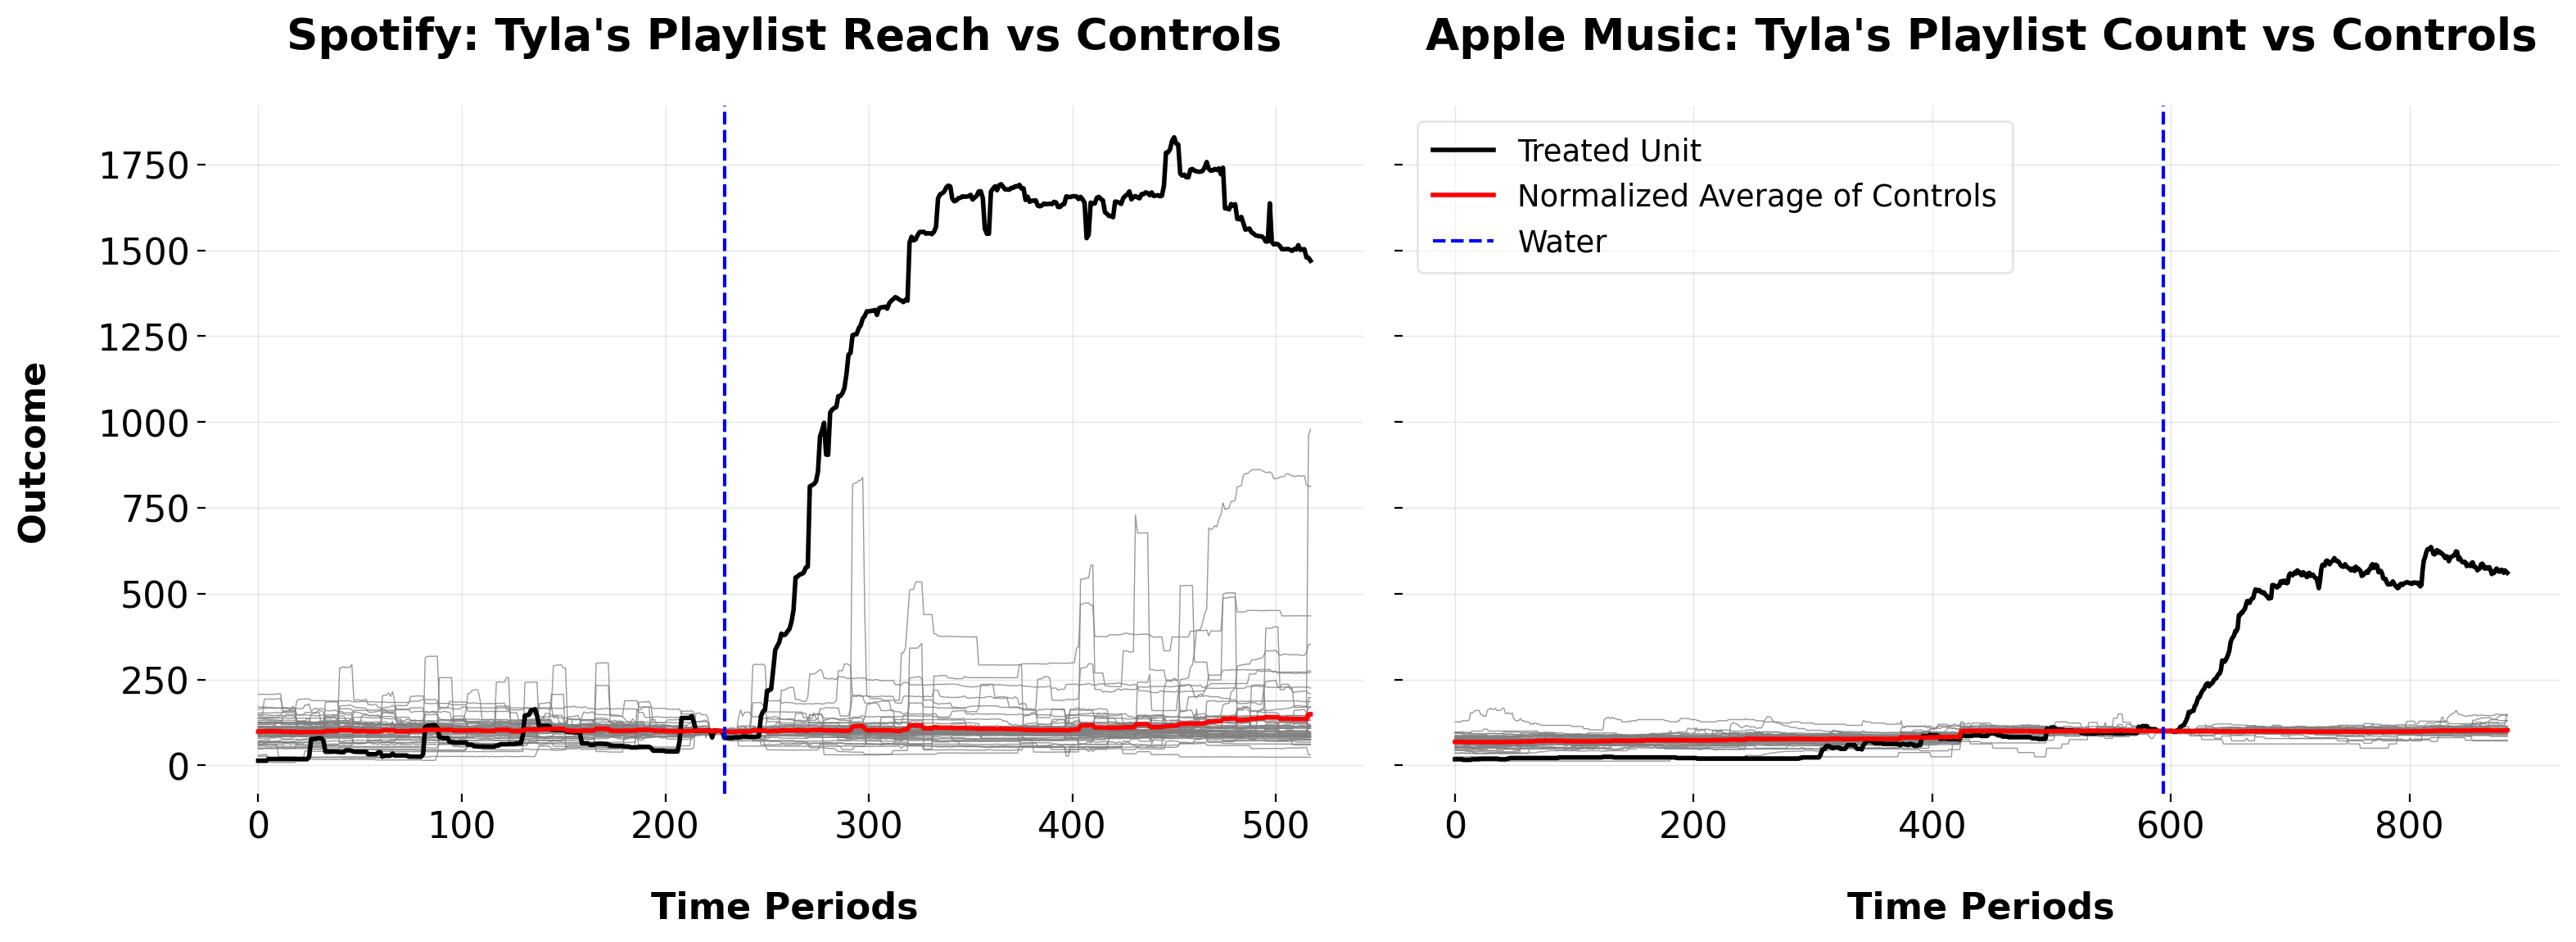 Spotify: Tyla's Playlist Reach vs Controls
Apple Music: Tyla's Playlist Count vs Controls
Outcome
1750
1500
1250
1000
750
500
250
0
0 100 200 300 400 500
Time Periods
Treated Unit
Normalized Average of Controls
Water
0 200 400 600 800
Time Periods